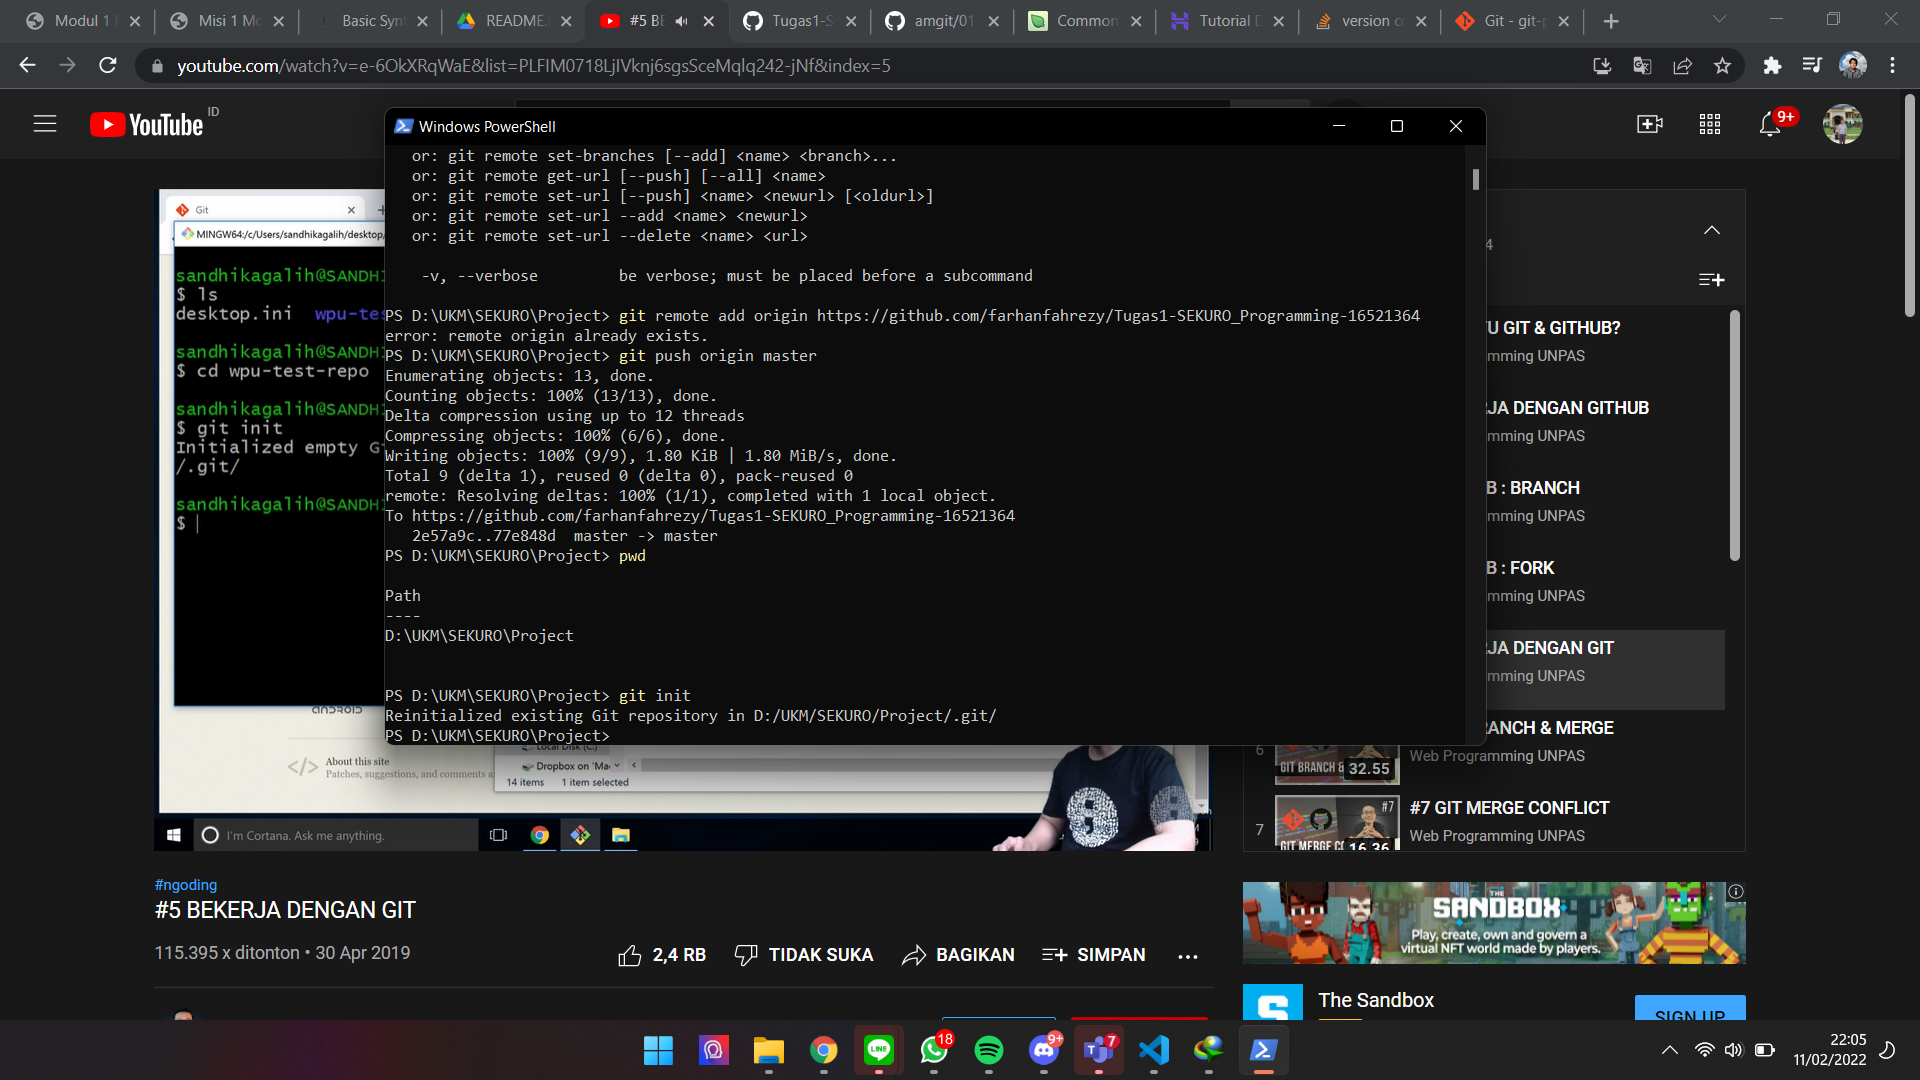 Modul 1
Misi 1 Mo
Basic Syn
README.
#5 BE
Tugas1-S
amgit/01
Common
Tutorial D
version co
Git - git-p
youtube.com/watch?v=e-6OkXRqWaE&list=PLFIM0718LjIVknj6sgsSceMqlq242-jNf&index=5
YouTube ID
9+
Windows PowerShell
or: git remote set-branches [--add] <name> <branch>...
or: git remote get-url [--push] [--all] <name>
or: git remote set-url [--push] <name> <newurl> [<oldurl>]
or: git remote set-url --add <name> <newurl>
or: git remote set-url --delete <name> <url>
-v, --verbose be verbose; must be placed before a subcommand
PS D:\UKM\SEKURO\Project> git remote add origin https://github.com/farhanfahrezy/Tugas1-SEKURO_Programming-16521364
error: remote origin already exists.
PS D:\UKM\SEKURO\Project> git push origin master
Enumerating objects: 13, done.
Counting objects: 100% (13/13), done.
Delta compression using up to 12 threads
Compressing objects: 100% (6/6), done.
Writing objects: 100% (9/9), 1.80 KiB | 1.80 MiB/s, done.
Total 9 (delta 1), reused 0 (delta 0), pack-reused 0
remote: Resolving deltas: 100% (1/1), completed with 1 local object.
To https://github.com/farhanfahrezy/Tugas1-SEKURO_Programming-16521364
2e57a9c..77e848d master -> master
PS D:\UKM\SEKURO\Project> pwd
Path
----
D:\UKM\SEKURO\Project
PS D:\UKM\SEKURO\Project> git init
Reinitialized existing Git repository in D:/UKM/SEKURO/Project/.git/
PS D:\UKM\SEKURO\Project>
Git
MINGW64:/c/Users/sandhikagalih/desktop/
sandhikagalih@SANDHI
$ ls
desktop.ini wpu-tes
sandhikagalih@SANDHI
$ cd wpu-test-repo
sandhikagalih@SANDHI
$ git init
Initialized empty G
/.git/
sandhikagalih@SANDHI
$
ANDROID
</> About this site
Patches, suggestions, and comments a
Local Disk (C:)
Dropbox on 'Ma
14 items 1 item selected
I'm Cortana. Ask me anything.
4
U GIT & GITHUB?
mming UNPAS
JA DENGAN GITHUB
mming UNPAS
B : BRANCH
mming UNPAS
B : FORK
mming UNPAS
JA DENGAN GIT
mming UNPAS
6
GIT BRANCH &
32.55
ANCH & MERGE
Web Programming UNPAS
7
#7
GIT MERGE CO
16.36
#7 GIT MERGE CONFLICT
Web Programming UNPAS
#ngoding
#5 BEKERJA DENGAN GIT
115.395 x ditonton • 30 Apr 2019
2,4 RB
TIDAK SUKA
BAGIKAN
SIMPAN
THE
SANDBOX
Play, create, own and govern a
virtual NFT world made by players.
The Sandbox
SIGN UP
LINE
18
9+
7
22:05
11/02/2022